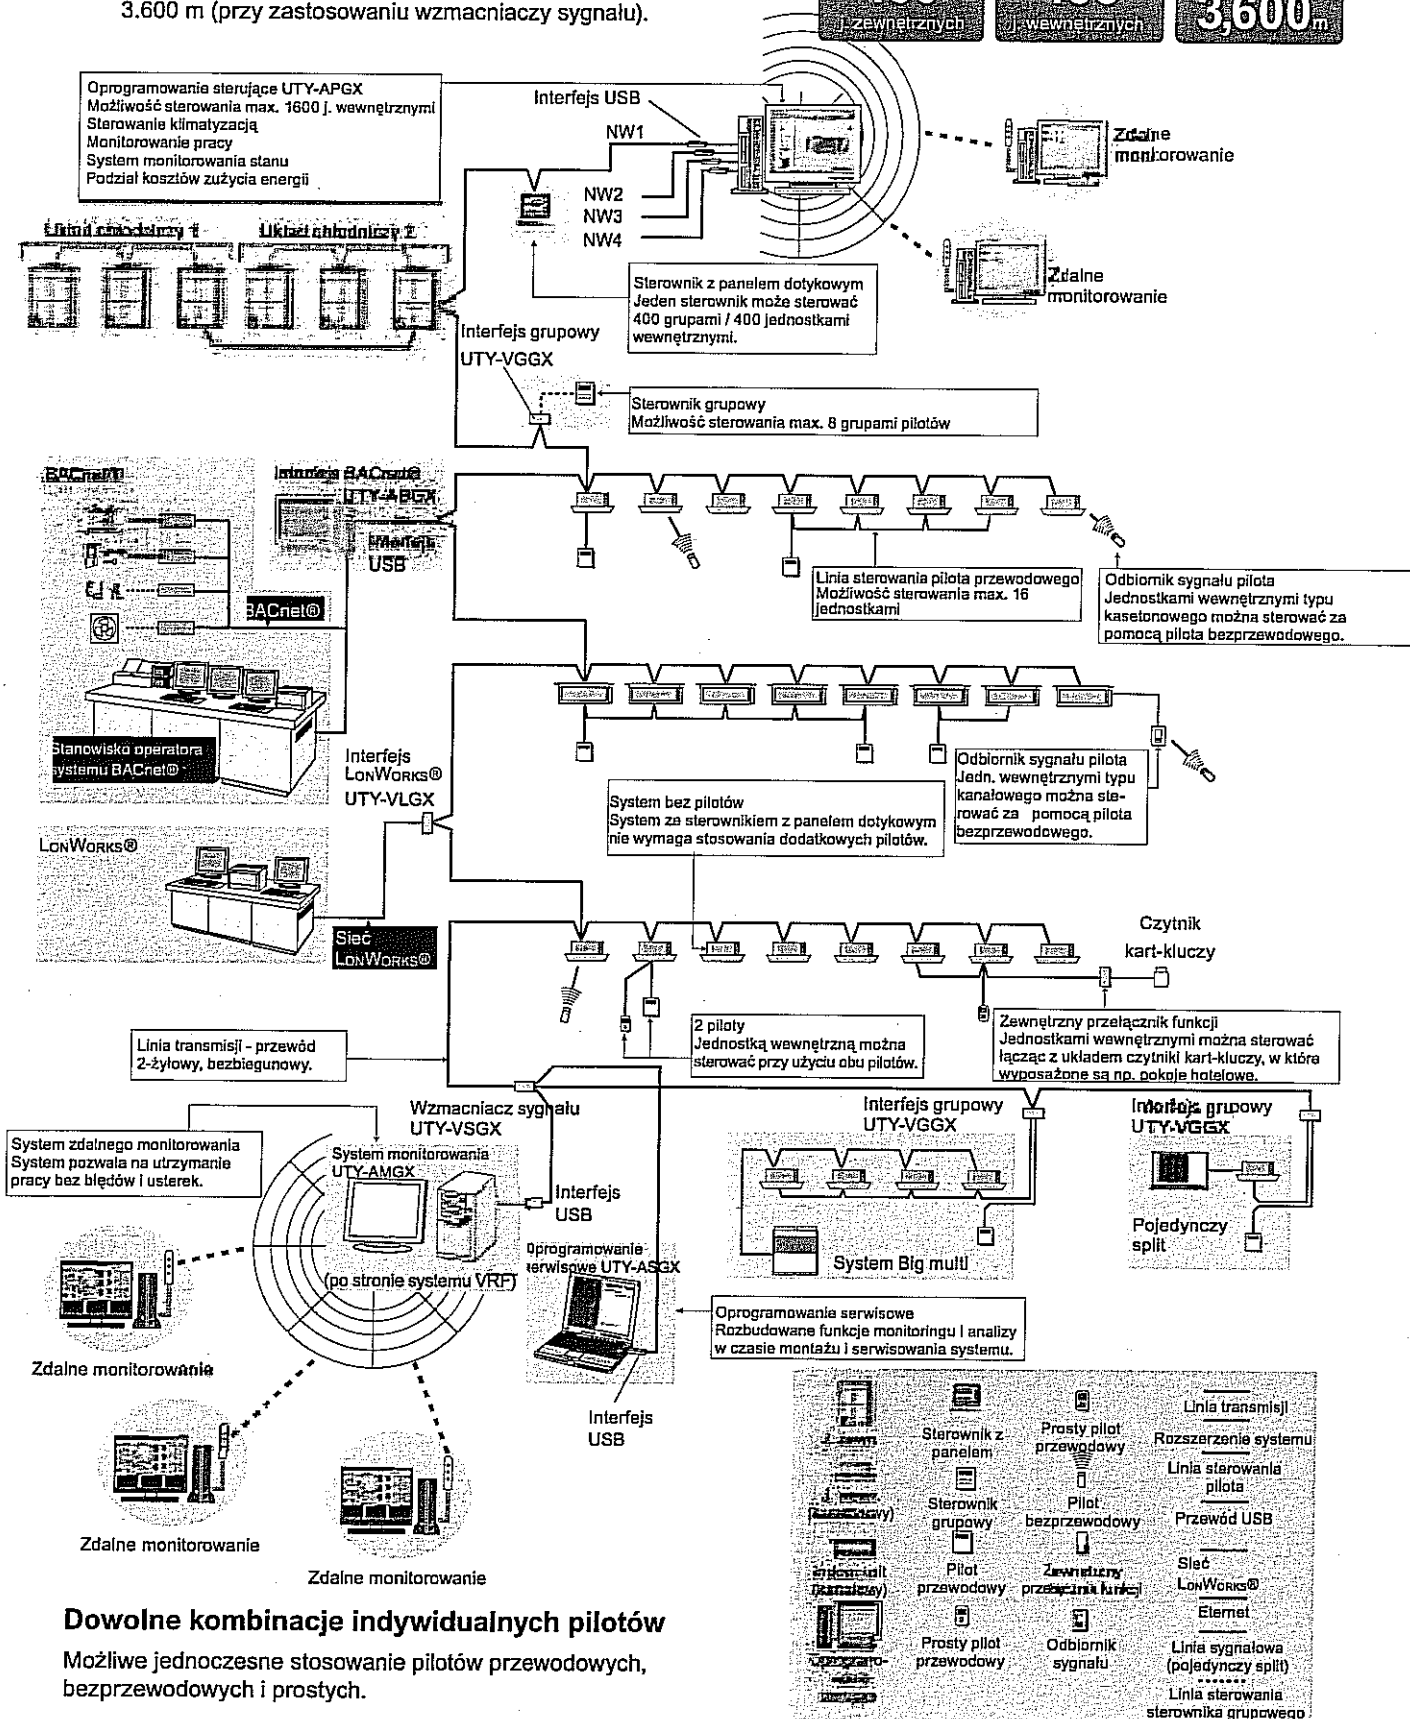 3.600 m (przy zastosowaniu wzmacniaczy sygnału).
j. zewnętrznych
j. wewnętrznych
3,600 m
Oprogramowanie sterujące UTY-APGX
Możliwość sterowania max. 1600 j. wewnętrznymi
Sterowanie klimatyzacją
Monitorowanie pracy
System monitorowania stanu
Podział kosztów zużycia energii
Interfejs USB
NW1
NW2
NW3
NW4
Zdalne
monitorowanie
Zdalne
monitorowanie
Układ chłodniczy 1
Układ chłodniczy 2
Sterownik z panelem dotykowym
Jeden sterownik może sterować
400 grupami / 400 jednostkami
wewnętrznymi.
Interfejs grupowy
UTY-VGGX
Sterownik grupowy
Możliwość sterowania max. 8 grupami pilotów
BACnet®
Interfejs BACnet®
UTY-ABGX
Interfejs
USB
BACnet®
Linia sterowania pilota przewodowego
Możliwość sterowania max. 16
jednostkami
Odbiornik sygnału pilota
Jednostkami wewnętrznymi typu
kasetonowego można sterować za
pomocą pilota bezprzewodowego.
Stanowisko operatora
systemu BACnet®
Interfejs
LONWORKS®
UTY-VLGX
Odbiornik sygnału pilota
Jedn. wewnętrznymi typu
kanałowego można ste-
rować za pomocą pilota
bezprzewodowego.
System bez pilotów
System ze sterownikiem z panelem dotykowym
nie wymaga stosowania dodatkowych pilotów.
LONWORKS®
Sieć
LONWORKS®
Czytnik
kart-kluczy
Linia transmisji - przewód
2-żyłowy, bezbiegunowy.
2 piloty
Jednostką wewnętrzną można
sterować przy użyciu obu pilotów.
Zewnętrzny przełącznik funkcji
Jednostkami wewnętrznymi można sterować
łącząc z układem czytniki kart-kluczy, w które
wyposażone są np. pokoje hotelowe.
Wzmacniacz sygnału
UTY-VSGX
Interfejs grupowy
UTY-VGGX
Interfejs grupowy
UTY-VGGX
System zdalnego monitorowania
System pozwala na utrzymanie
pracy bez błędów i usterek.
System monitorowania
UTY-AMGX
Interfejs
USB
(po stronie systemu VRF)
System Big multi
Pojedynczy
split
Oprogramowanie
serwisowe UTY-ASGX
Oprogramowanie serwisowe
Rozbudowane funkcje monitoringu i analizy
w czasie montażu i serwisowania systemu.
Zdalne monitorowanie
Interfejs
USB
Zdalne monitorowanie
Zdalne monitorowanie
Sterownik z
panelem
Prosty pilot
przewodowy
Linia transmisji
Rozszerzenie systemu
Linia sterowania
pilota
Sterownik
grupowy
Pilot
bezprzewodowy
Przewód USB
Pilot
przewodowy
Zewnętrzny
przełącznik funkcji
Sieć
LONWORKS®
Eternet
Prosty pilot
przewodowy
Odbiornik
sygnału
Linia sygnałowa
(pojedynczy split)
Linia sterowania
sterownika grupowego
Dowolne kombinacje indywidualnych pilotów
Możliwe jednoczesne stosowanie pilotów przewodowych,
bezprzewodowych i prostych.